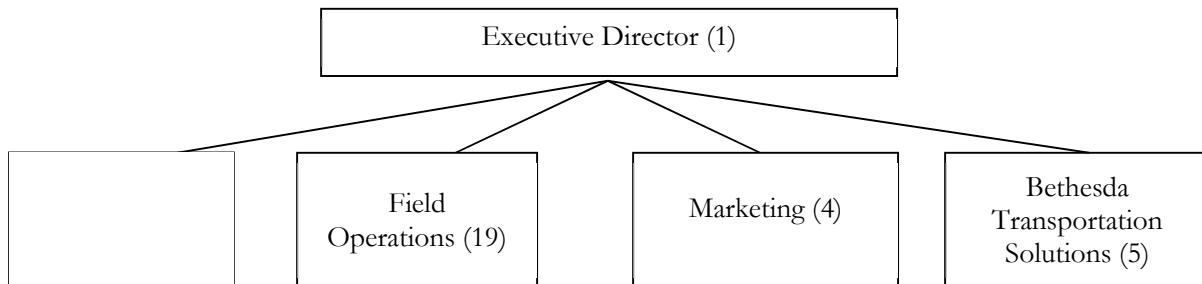 Executive Director (1)
Field
Operations (19)
Marketing (4)
Bethesda
Transportation
Solutions (5)